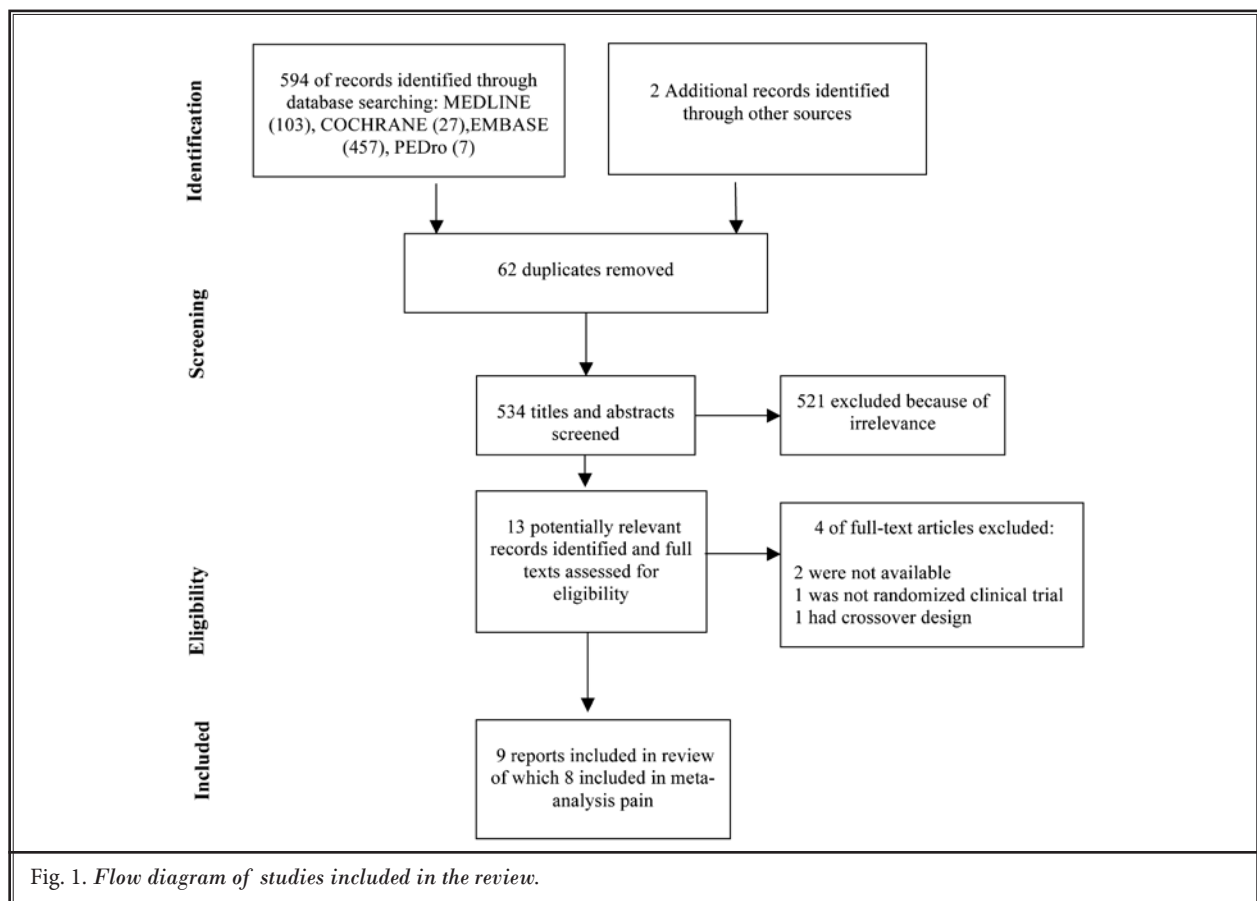 Identification
594 of records identified through
database searching: MEDLINE
(103), COCHRANE (27),EMBASE
(457), PEDro (7)
2 Additional records identified
through other sources
62 duplicates removed
Screening
534 titles and abstracts
screened
521 excluded because of
irrelevance
Eligibility
13 potentially relevant
records identified and full
texts assessed for
eligibility
4 of full-text articles excluded:
2 were not available
1 was not randomized clinical trial
1 had crossover design
Included
9 reports included in review
of which 8 included in meta-
analysis pain
Fig. 1. Flow diagram of studies included in the review.